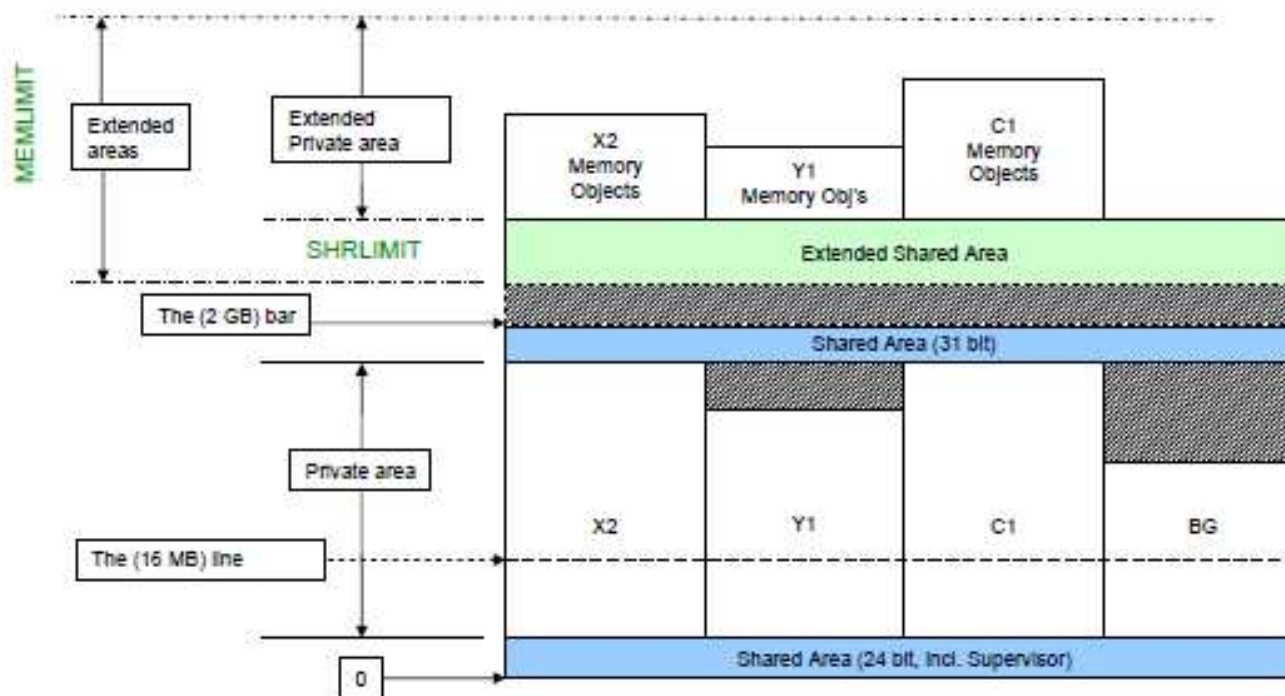 MEMLIMIT
Extended
areas
Extended
Private area
X2
Memory
Objects
Y1
Memory Obj's
C1
Memory
Objects
SHRLIMIT
Extended Shared Area
The (2 GB) bar
Shared Area (31 bit)
Private area
X2
Y1
C1
BG
The (16 MB) line
Shared Area (24 bit, incl. Supervisor)
0